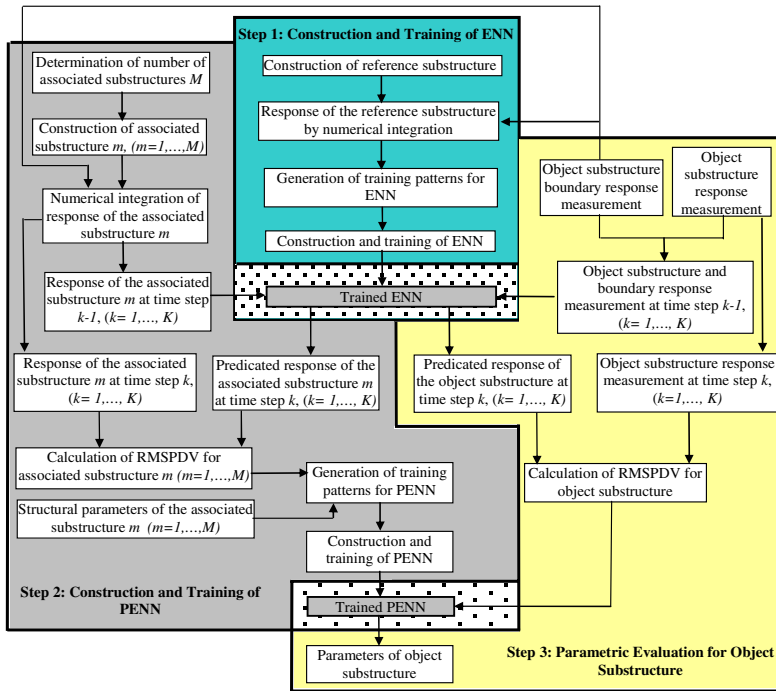 Step 1: Construction and Training of ENN
Construction of reference substructure
Response of the reference substructure
by numerical integration
Generation of training patterns for
ENN
Construction and training of ENN
Trained ENN
Determination of number of
associated substructures M
Construction of associated
substructure m, (m=1,…,M)
Numerical integration of
response of the associated
substructure m
Response of the associated
substructure m at time step
k-1, (k= 1,…, K)
Response of the associated
substructure m at time step k,
(k= 1,…, K)
Predicated response of the
associated substructure m
at time step k, (k= 1,…, K)
Calculation of RMSPDV for
associated substructure m (m=1,…,M)
Structural parameters of the associated
substructure m (m=1,…,M)
Generation of training
patterns for PENN
Construction and
training of PENN
Step 2: Construction and Training of
PENN
Trained PENN
Parameters of object
substructure
Object substructure
boundary response
measurement
Object
substructure
response
measurement
Object substructure and
boundary response
measurement at time step k-1,
(k= 1,…, K)
Predicated response of
the object substructure at
time step k, (k= 1,…, K)
Object substructure response
measurement at time step k,
(k=1,…, K)
Calculation of RMSPDV for
object substructure
Step 3: Parametric Evaluation for Object
Substructure